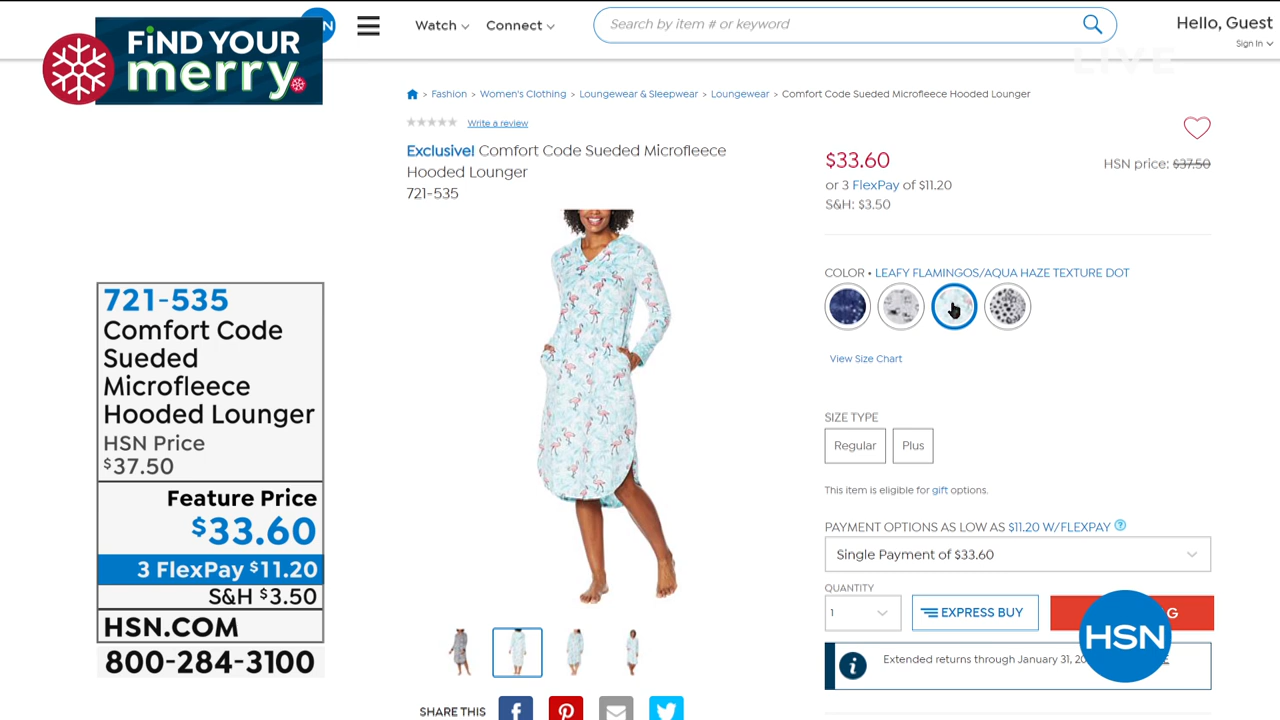 FiND YOUR
merry
N
Watch
Connect
Search by item # or keyword
Hello, Guest
Sign In
LIVE
> Fashion > Women's Clothing > Loungewear & Sleepwear > Loungewear > Comfort Code Sueded Microfleece Hooded Lounger
Write a review
Exclusive! Comfort Code Sueded Microfleece
Hooded Lounger
721-535
$33.60
HSN price: $37.50
or 3 FlexPay of $11.20
S&H: $3.50
COLOR • LEAFY FLAMINGOS/AQUA HAZE TEXTURE DOT
View Size Chart
SIZE TYPE
Regular
Plus
This item is eligible for gift options.
PAYMENT OPTIONS AS LOW AS $11.20 W/FLEXPAY ?
Single Payment of $33.60
QUANTITY
1
EXPRESS BUY
G
HSN
i
Extended returns through January 31, 20
SHARE THIS
721-535
Comfort Code
Sueded
Microfleece
Hooded Lounger
HSN Price
$37.50
Feature Price
$33.60
3 FlexPay $11.20
S&H $3.50
HSN.COM
800-284-3100